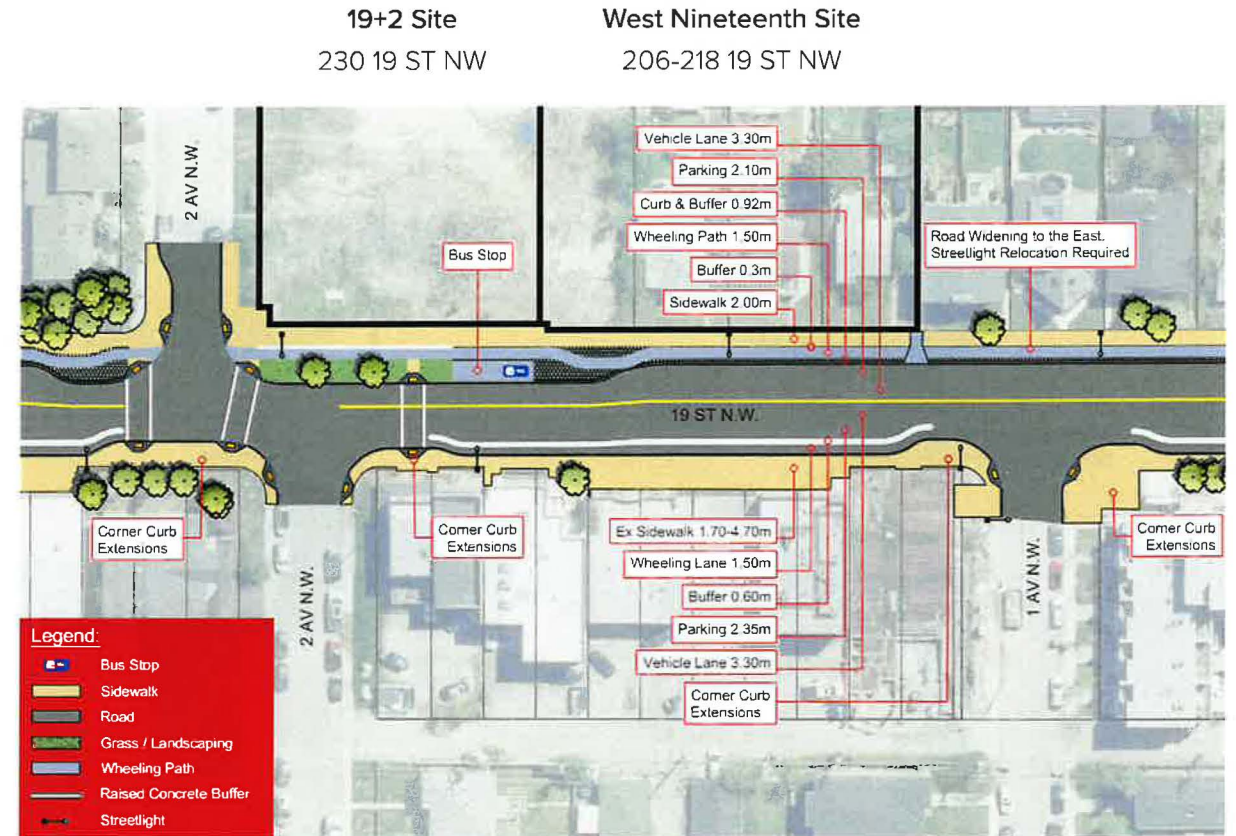 19+2 Site
230 19 ST NW
West Nineteenth Site
206-218 19 ST NW
2 AV N.W.
Bus Stop
Vehicle Lane 3.30m
Parking 2.10m
Curb & Buffer 0.92m
Wheeling Path 1.50m
Buffer 0.3m
Sidewalk 2.00m
Road Widening to the East.
Streetlight Relocation Required
19 ST N.W.
Corner Curb
Extensions
2 AV N.W.
Corner Curb
Extensions
Ex Sidewalk 1.70-4.70m
Wheeling Lane 1.50m
Buffer 0.60m
Parking 2.35m
Vehicle Lane 3.30m
Corner Curb
Extensions
1 AV N.W.
Corner Curb
Extensions
Legend:
Bus Stop
Sidewalk
Road
Grass / Landscaping
Wheeling Path
Raised Concrete Buffer
Streetlight